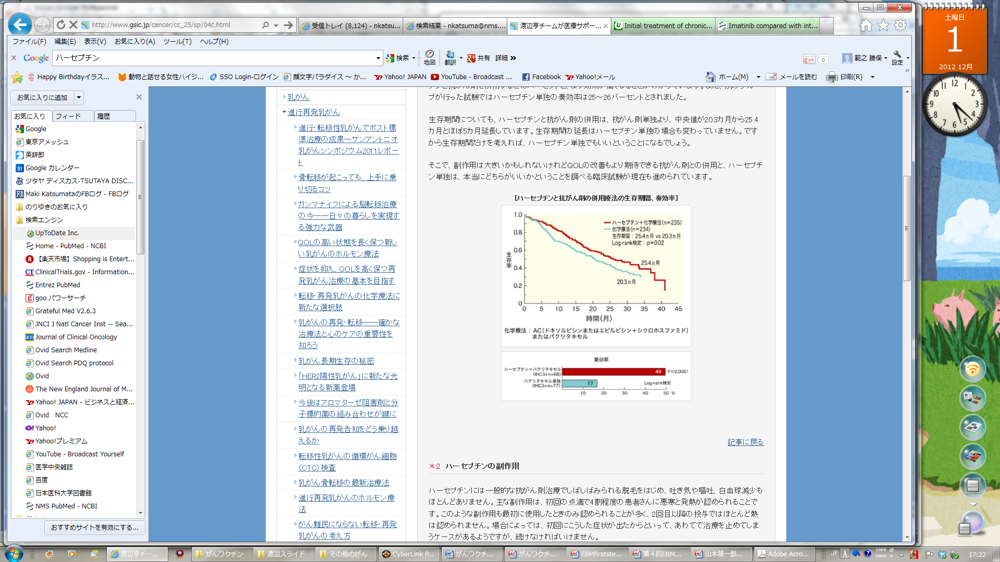 http://www.gsic.jp/cancer/cc_25/sp/04c.html
受信トレイ (8,124) - nkatsu...
検索結果 - nkatsuma@nms....
渡辺亨チームが医療サポー...
Initial treatment of chronic...
Imatinib compared with int...
ファイル(F) 編集(E) 表示(V) お気に入り(A) ツール(T) ヘルプ(H)
Google ハーセプチン 検索 地図 翻訳 共有 詳細 ≫ +1 0 範之 勝俣 設定
Happy Birthdayイラス... 動物と話せる女性ハイジ... SSO Login-ログイン 顔文字パラダイス ～ か... Yahoo! JAPAN YouTube - Broadcast ... Facebook Yahoo!メール ホーム(M) メールを読む 印刷(R)
お気に入りに追加
お気に入り フィード 履歴
Google
東京アメッシュ
英辞郎
Google カレンダー
ツタヤ ディスカス-TSUTAYA DISC...
Maki KatsumataのFBログ - FBログ
のりゆきのお気に入り
検索エンジン
UpToDate Inc.
Home - PubMed - NCBI
【楽天市場】Shopping is Entert...
ClinicalTrials.gov - Information...
Entrez PubMed
goo パワーサーチ
Grateful Med V2.6.3
JNCI J Natl Cancer Inst -- Sea...
Journal of Clinical Oncology
Ovid Search Medline
Ovid Search PDQ protocol
Ovid
The New England Journal of M...
Yahoo! JAPAN - ビジネスと経済...
Ovid NCC
Yahoo!
Yahoo!プレミアム
YouTube - Broadcast Yourself
医学中央雑誌
百度
日本医科大学図書館
NMS PubMed - NCBI
おすすめサイトを有効にする...
乳がん
進行再発乳がん
進行・転移性乳がんでポスト標
準治療の成果～サンアントニオ
乳がんシンポジウム2011レポー
ト
骨転移が起こっても、上手に乗
り切るコツ
ガンマナイフによる脳転移治療
の今――日々の暮らしを実現す
る強力な武器
QOLの高い状態を長く保つ新し
い乳がんのホルモン療法
症状を抑え、QOLを高く保つ再
発乳がん治療の基本を目指す
転移・再発乳がんの化学療法に
新たな選択肢
乳がんの再発・転移――確かな
治療法と心のケアの重要性を
知ろう
乳がん長期生存の秘密
「HER2陽性乳がん」に新たな光
明となる新薬登場
今後はアロマターゼ阻害剤と分
子標的薬の組み合わせが鍵に
乳がんの再発告知をどう乗り越
えるか
転移性乳がんの循環がん細胞
（CTC）検査
乳がん骨転移の最新治療法
進行再発乳がんのホルモン療
法
がん難民にならない転移・再発
乳がんの考え方
プが行った試験ではハーセプチン単独の奏効率は25～26パーセントとされました。
生存期間についても、ハーセプチンと抗がん剤の併用は、抗がん剤単独より、中央値が20.3カ月から25.4
カ月とほぼ5カ月延長しています。生存期間の延長はハーセプチン単独の場合も変わっていません。です
から生存期間だけを考えれば、ハーセプチン単独でもいいということになるでしょう。
そこで、副作用は大きいかもしれないけれどQOLの改善もより期待できる抗がん剤との併用と、ハーセプチ
ン単独は、本当にどちらがいいかということを調べる臨床試験が現在も進められています。
[ハーセプチンと抗がん剤の併用療法の生存期間、奏効率]
1.0
0.8
0.6
0.4
0.2
0
生存率
ハーセプチン＋化学療法（n=235）
化学療法（n=234）
生存期間：25.4ヵ月 vs 20.3ヵ月
Log-rank検定：p=0.02
25.4ヵ月
20.3ヵ月
0 5 10 15 20 25 30 35 40 45
時間（月）
化学療法：AC（ドキソルビシンまたはエピルビシン＋シクロホスファミド）
またはパクリタキセル
奏効率
ハーセプチン＋パクリタキセル
（IHC3+:n=68） 49 P<0.0001
パクリタキセル単独
（IHC3+:n=77） 17 Log-rank検定
10 20 30 40 50 %
記事に戻る
＊2 ハーセプチンの副作用
ハーセプチンには一般的な抗がん剤治療でしばしばみられる脱毛をはじめ、吐き気や嘔吐、白血球減少も
ほとんどありません。主な副作用は、初回の点滴で4割程度の患者さんに悪寒と発熱が認められることで
す。このような副作用も最初に使用したときのみ認められることが多く、2回目以降の投与ではほとんど熱
は認められません。場合によっては、初回にこうした症状が出たからといって、あわてて治療を止めてしま
うケースがあるようですが、続けなければいけません。
土曜日
1
2012 12月
12 1 2 3 4 5 6 7 8 9 10 11
渡辺亨チー... がんワクチン 渡辺スライド その他のがん CyberLink P... がんワクチ... がんワクチ... EBMfirstste... 第４回EBM... 山本精一郎... Adobe Acro... JP A CAPS KANA 17:22